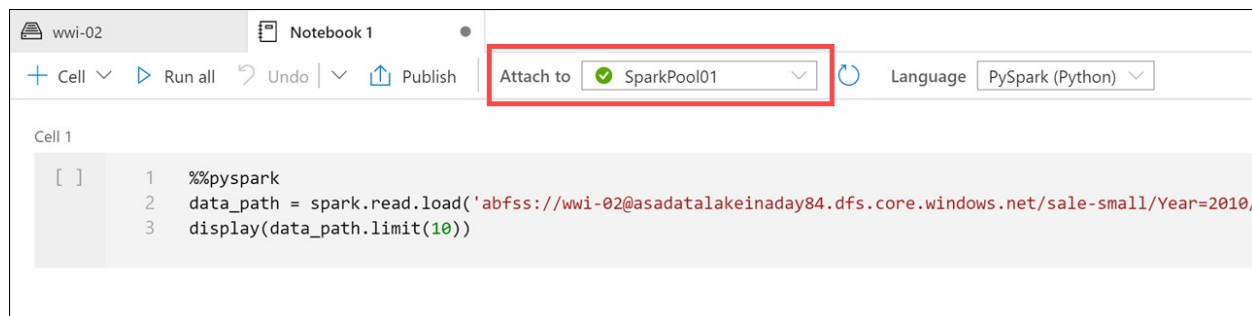 wwi-02 Notebook 1
Cell Run all Undo Publish Attach to SparkPool01 Language PySpark (Python)
Cell 1
[ ] 1 %%pyspark
2 data_path = spark.read.load('abfss://wwi-02@asadatalakeinaday84.dfs.core.windows.net/sale-small/Year=2010/
3 display(data_path.limit(10))